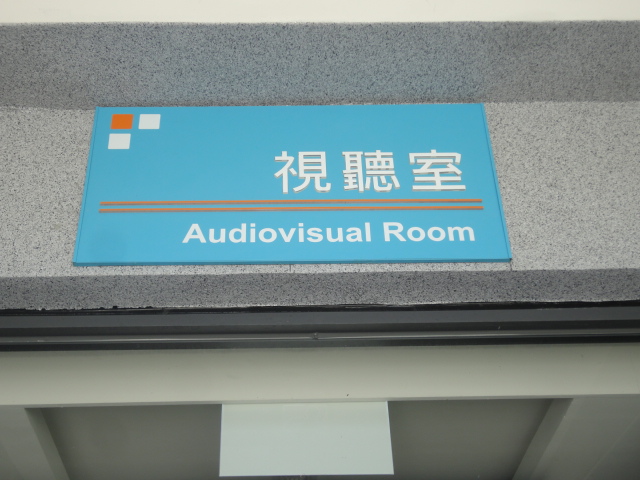 視聽室
Audiovisual Room